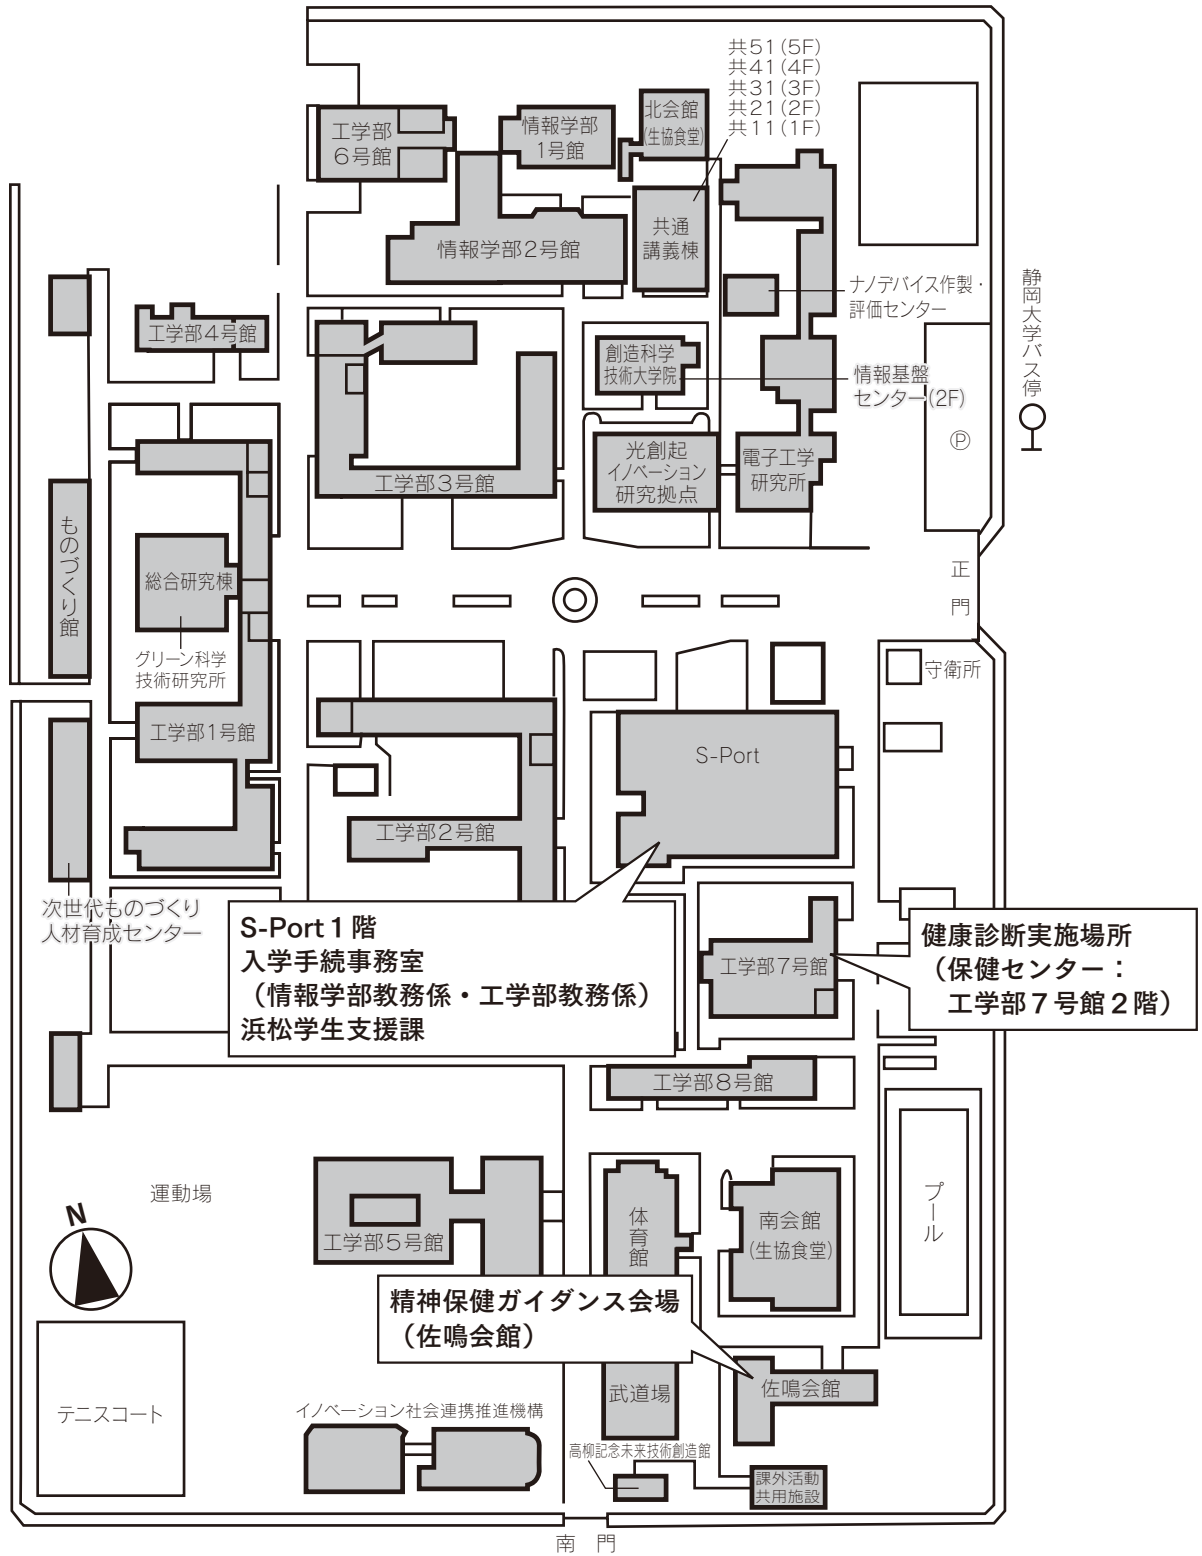 共51(5F)
共41(4F)
共31(3F)
共21(2F)
共11(1F)
工学部
6号館
情報学部
1号館
北会館
(生協食堂)
情報学部2号館
共通
講義棟
ナノデバイス作製・
評価センター
静岡大学バス停
工学部4号館
創造科学
技術大学院
情報基盤
センター(2F)
Ⓟ
工学部3号館
光創起
イノベーション
研究拠点
電子工学
研究所
ものづくり館
総合研究棟
グリーン科学
技術研究所
正門
守衛所
工学部1号館
S-Port
工学部2号館
次世代ものづくり
人材育成センター
S-Port 1階
入学手続事務室
（情報学部教務係・工学部教務係）
浜松学生支援課
工学部7号館
健康診断実施場所
（保健センター：
工学部7号館2階）
工学部8号館
運動場
N
工学部5号館
体育館
南会館
(生協食堂)
プール
精神保健ガイダンス会場
（佐鳴会館）
佐鳴会館
武道場
テニスコート
イノベーション社会連携推進機構
高柳記念未来技術創造館
課外活動
共用施設
南門